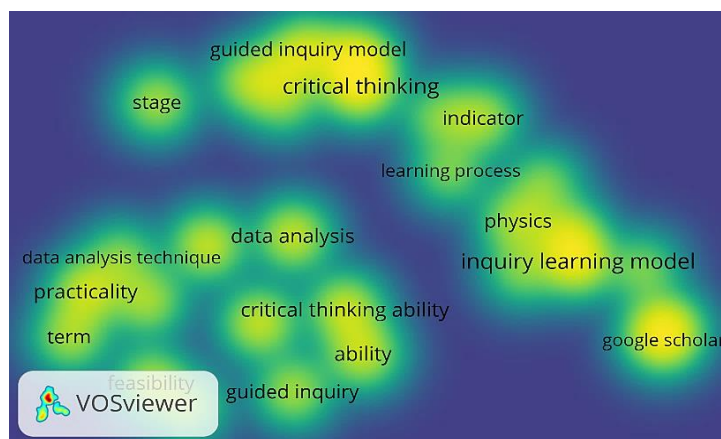 guided inquiry model
critical thinking
stage
indicator
learning process
physics
data analysis
data analysis technique
inquiry learning model
practicality
critical thinking ability
term
google scholar
ability
feasibility
guided inquiry
VOSviewer